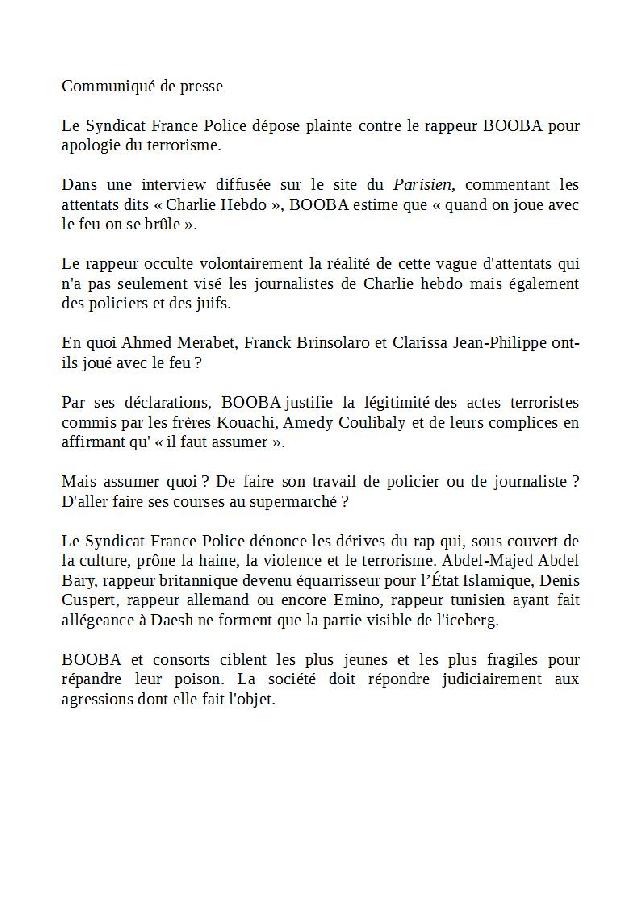 Communiqué de presse
Le Syndicat France Police dépose plainte contre le rappeur BOOBA pour
apologie du terrorisme.
Dans une interview diffusée sur le site du Parisien, commentant les
attentats dits « Charlie Hebdo », BOOBA estime que « quand on joue avec
le feu on se brûle ».
Le rappeur occulte volontairement la réalité de cette vague d'attentats qui
n'a pas seulement visé les journalistes de Charlie hebdo mais également
des policiers et des juifs.
En quoi Ahmed Merabet, Franck Brinsolaro et Clarissa Jean-Philippe ont-
ils joué avec le feu ?
Par ses déclarations, BOOBA justifie la légitimité des actes terroristes
commis par les frères Kouachi, Amedy Coulibaly et de leurs complices en
affirmant qu' « il faut assumer ».
Mais assumer quoi ? De faire son travail de policier ou de journaliste ?
D'aller faire ses courses au supermarché ?
Le Syndicat France Police dénonce les dérives du rap qui, sous couvert de
la culture, prône la haine, la violence et le terrorisme. Abdel-Majed Abdel
Bary, rappeur britannique devenu équarrisseur pour l’État Islamique, Denis
Cuspert, rappeur allemand ou encore Emino, rappeur tunisien ayant fait
allégeance à Daesh ne forment que la partie visible de l'iceberg.
BOOBA et consorts ciblent les plus jeunes et les plus fragiles pour
répandre leur poison. La société doit répondre judiciairement aux
agressions dont elle fait l'objet.